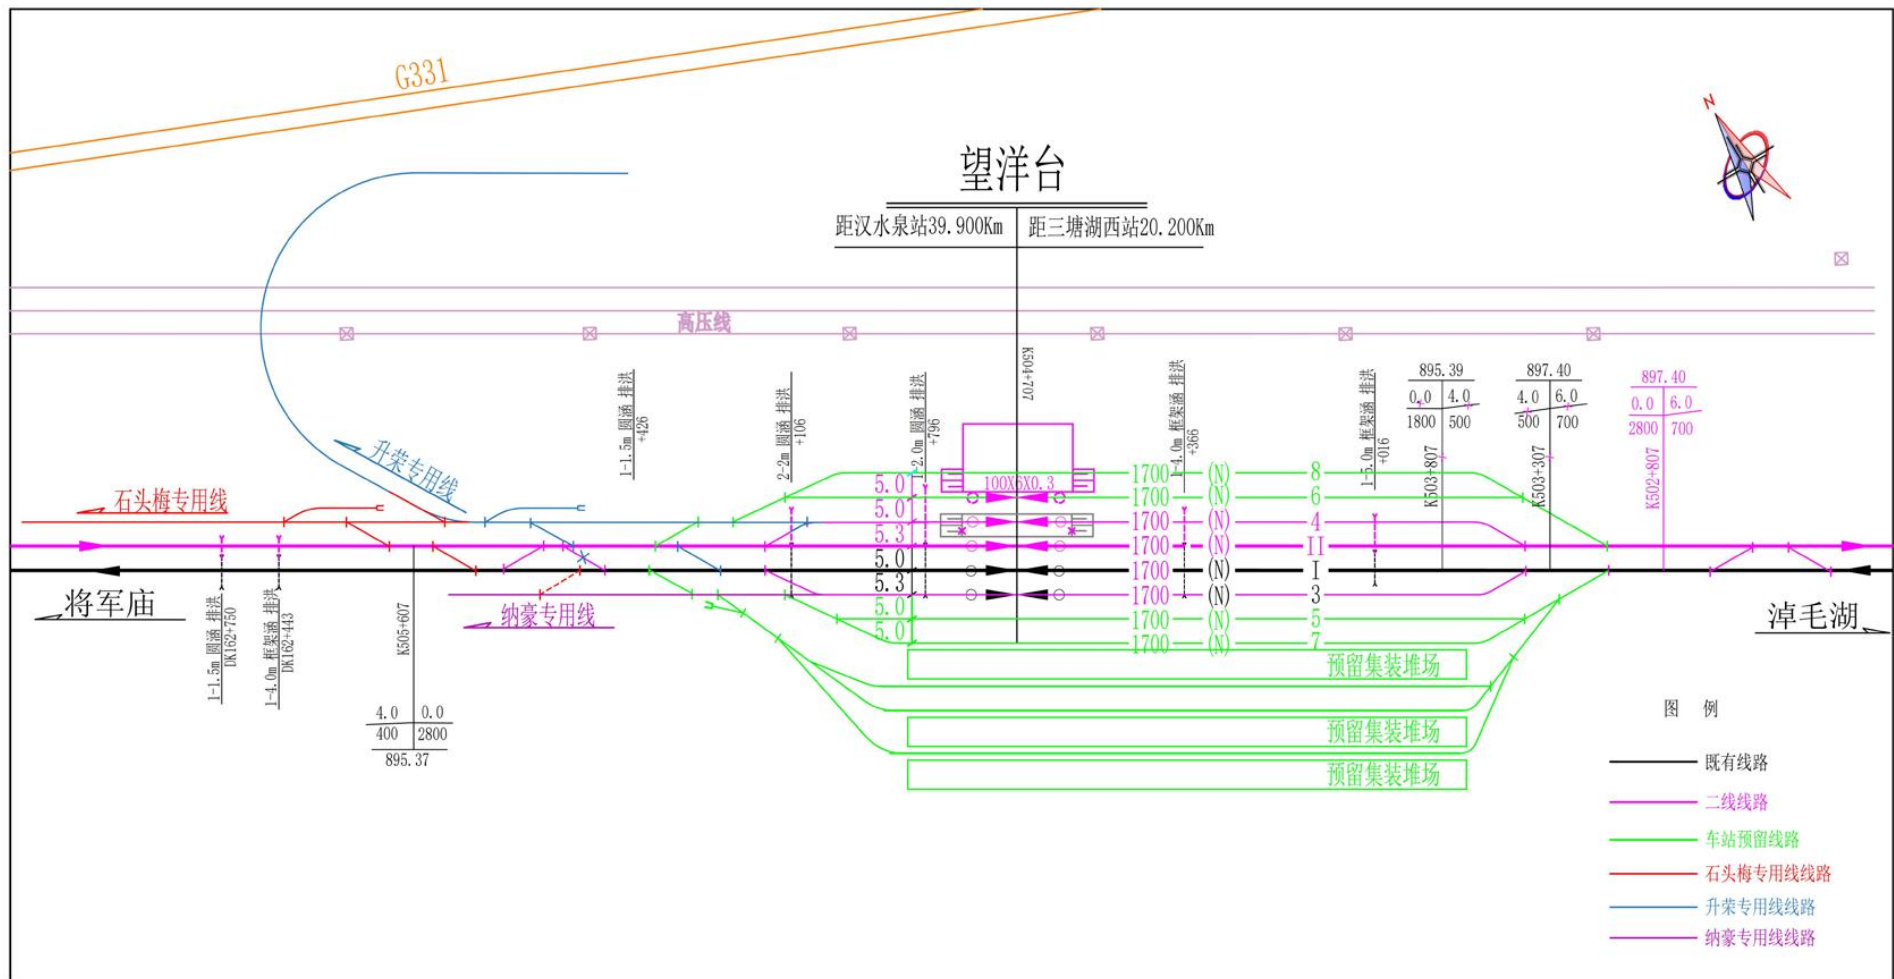 G331
N
望洋台
距汉水泉站39.900Km
距三塘湖西站20.200Km
高压线
K504+707
1-1.5m 圆涵 排洪
+426
2-2m 圆涵 排洪
+106
1-2.0m 圆涵 排洪
+796
1-4.0m 框架涵 排洪
+366
1-5.0m 框架涵 排洪
+016
895.39
0.0 4.0
1800 500
K503+807
897.40
4.0 6.0
500 700
K503+307
897.40
0.0 6.0
2800 700
K502+807
升荣专用线
石头梅专用线
100X6X0.3
5.0
1700 (N) 8
5.0
1700 (N) 6
5.3
1700 (N) 4
1700 (N) II
5.0
1700 (N) I
5.3
1700 (N) 3
5.0
1700 (N) 5
5.0
1700 (N) 7
将军庙
纳豪专用线
淖毛湖
1-1.5m 圆涵 排洪
DK162+750
1-4.0m 框架涵 排洪
DK162+443
K505+607
4.0 0.0
400 2800
895.37
预留集装堆场
预留集装堆场
预留集装堆场
图 例
既有线路
二线线路
车站预留线路
石头梅专用线线路
升荣专用线线路
纳豪专用线线路